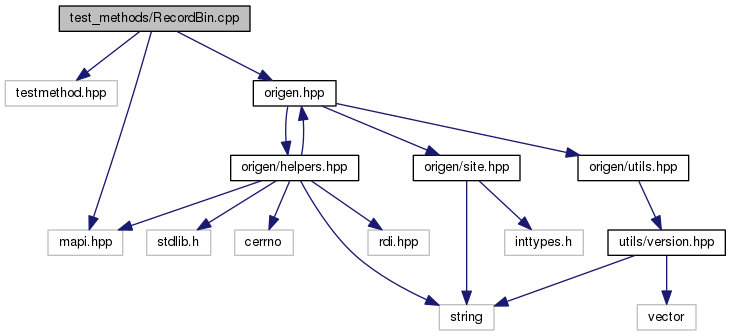 test_methods/RecordBin.cpp
testmethod.hpp
origen.hpp
origen/helpers.hpp
origen/site.hpp
origen/utils.hpp
mapi.hpp
stdlib.h
cerrno
rdi.hpp
inttypes.h
utils/version.hpp
string
vector